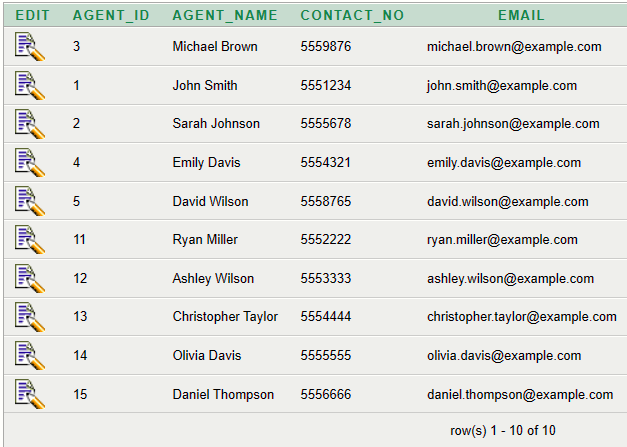 EDIT AGENT_ID AGENT_NAME CONTACT_NO EMAIL
3 Michael Brown 5559876 michael.brown@example.com
1 John Smith 5551234 john.smith@example.com
2 Sarah Johnson 5555678 sarah.johnson@example.com
4 Emily Davis 5554321 emily.davis@example.com
5 David Wilson 5558765 david.wilson@example.com
11 Ryan Miller 5552222 ryan.miller@example.com
12 Ashley Wilson 5553333 ashley.wilson@example.com
13 Christopher Taylor 5554444 christopher.taylor@example.com
14 Olivia Davis 5555555 olivia.davis@example.com
15 Daniel Thompson 5556666 daniel.thompson@example.com
row(s) 1 - 10 of 10